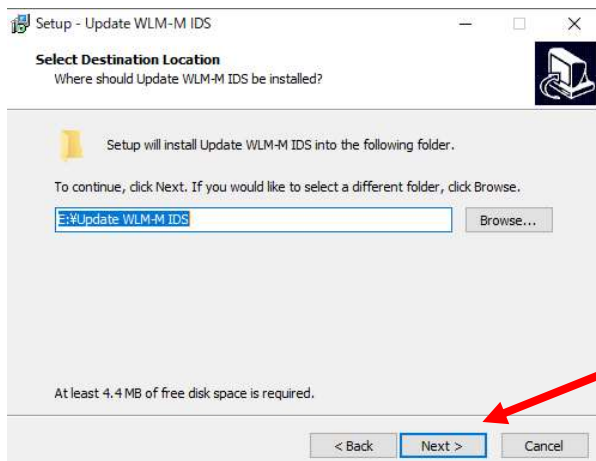 Setup - Update WLM-M IDS
Select Destination Location
Where should Update WLM-M IDS be installed?
Setup will install Update WLM-M IDS into the following folder.
To continue, click Next. If you would like to select a different folder, click Browse.
E:¥Update WLM-M IDS
Browse...
At least 4.4 MB of free disk space is required.
< Back
Next >
Cancel